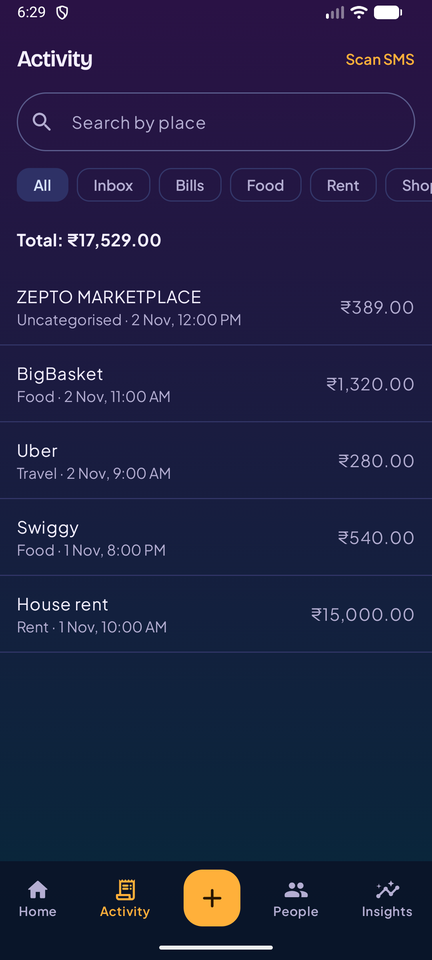 6:29
Activity
Scan SMS
Search by place
All Inbox Bills Food Rent Shop
Total: ₹17,529.00
ZEPTO MARKETPLACE
₹389.00
Uncategorised · 2 Nov, 12:00 PM
BigBasket
₹1,320.00
Food · 2 Nov, 11:00 AM
Uber
₹280.00
Travel · 2 Nov, 9:00 AM
Swiggy
₹540.00
Food · 1 Nov, 8:00 PM
House rent
₹15,000.00
Rent · 1 Nov, 10:00 AM
Home Activity + People Insights